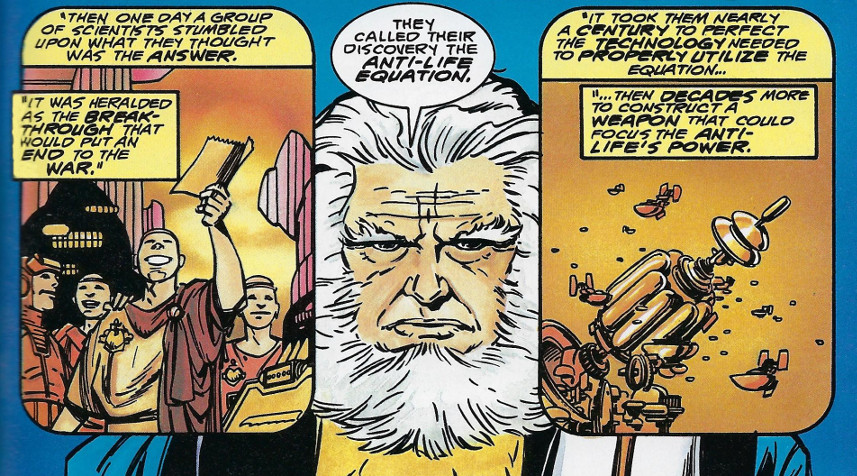 "THEN ONE DAY A GROUP
OF SCIENTISTS STUMBLED
UPON WHAT THEY THOUGHT
WAS THE ANSWER.
"IT WAS HERALDED
AS THE BREAK-
THROUGH THAT
WOULD PUT AN
END TO THE
WAR."
THEY
CALLED THEIR
DISCOVERY THE
ANTI-LIFE
EQUATION.
"IT TOOK THEM NEARLY
A CENTURY TO PERFECT
THE TECHNOLOGY NEEDED
TO PROPERLY UTILIZE THE
EQUATION...
"...THEN DECADES MORE
TO CONSTRUCT A
WEAPON THAT COULD
FOCUS THE ANTI-
LIFE'S POWER.